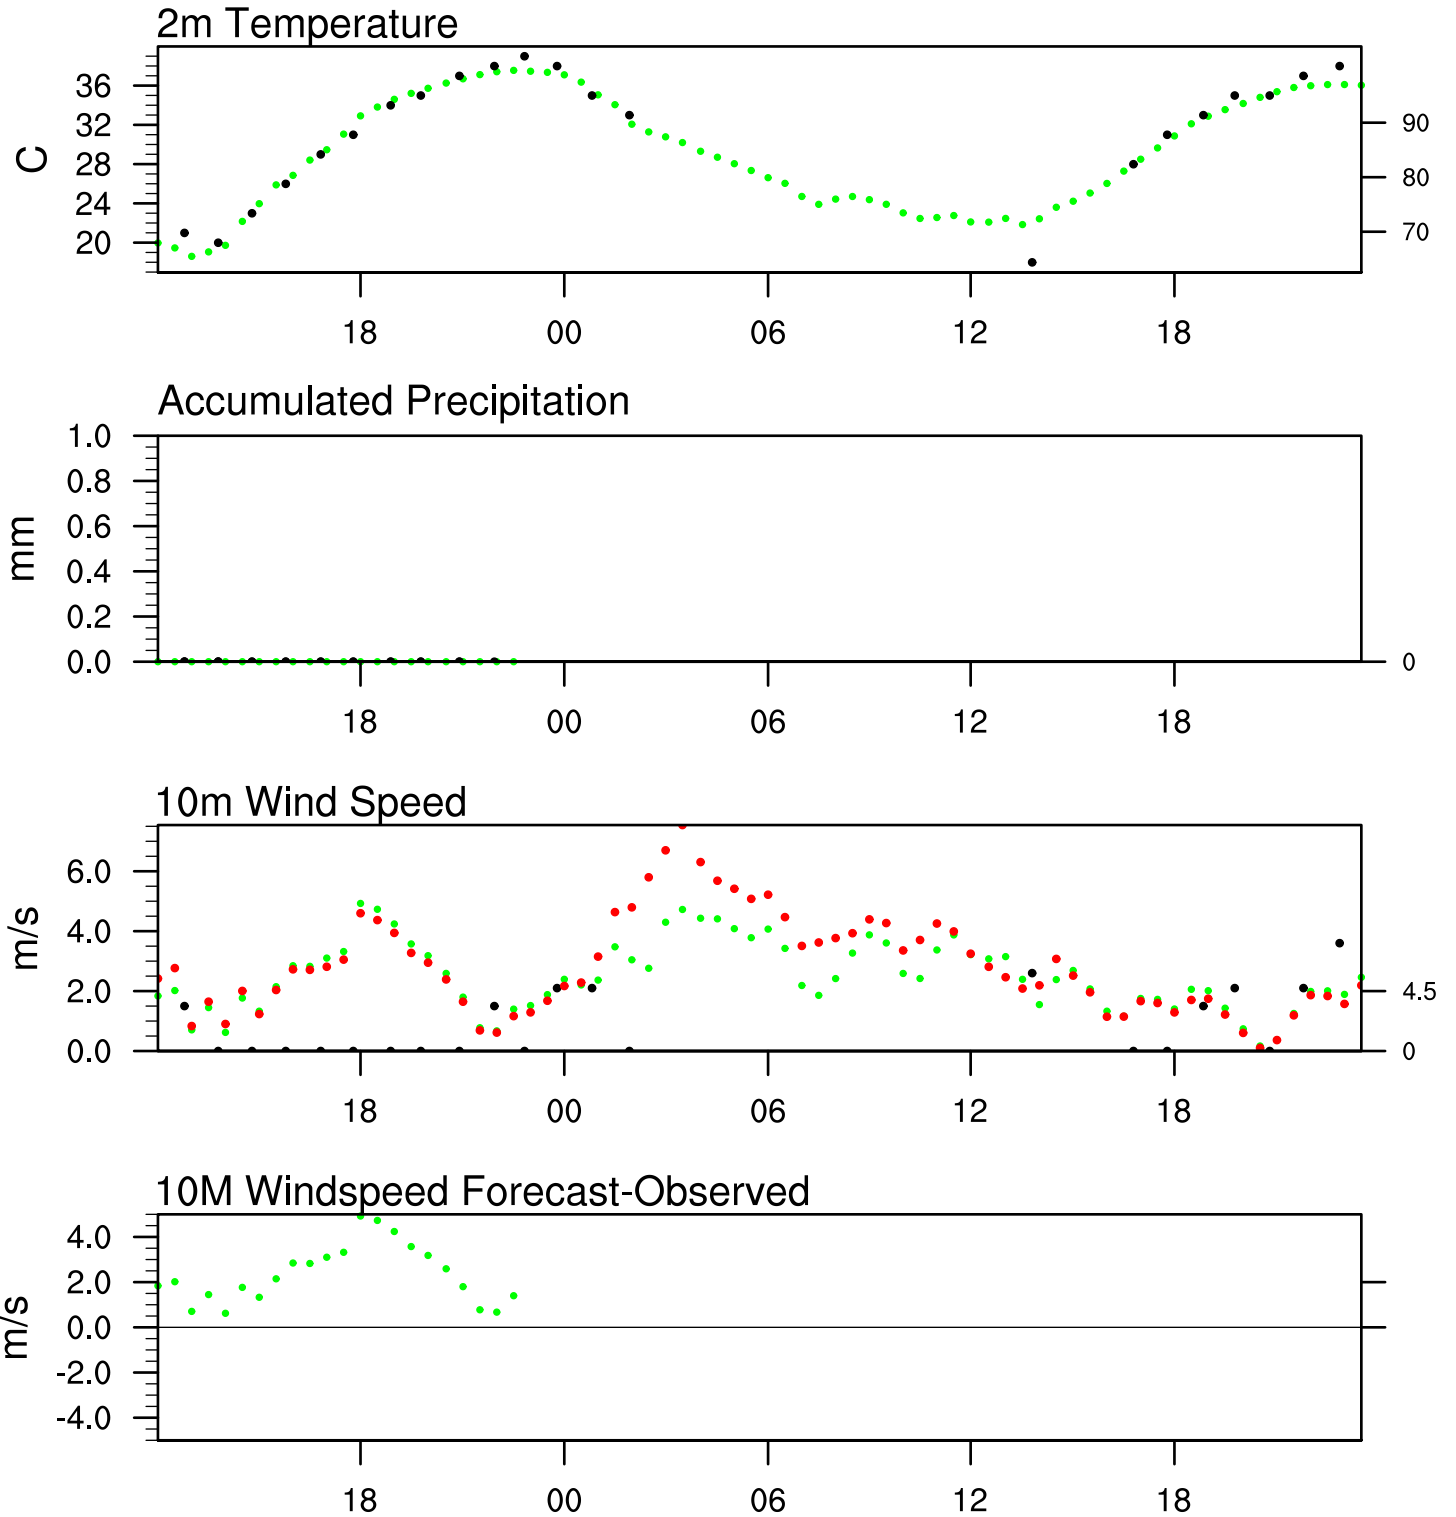 2m Temperature
36
32
28
24
20
C
90
80
70
18 00 06 12 18
Accumulated Precipitation
1.0
0.8
0.6
0.4
0.2
0.0
mm
0
18 00 06 12 18
10m Wind Speed
6.0
4.0
2.0
0.0
m/s
4.5
0
18 00 06 12 18
10M Windspeed Forecast-Observed
4.0
2.0
0.0
-2.0
-4.0
m/s
18 00 06 12 18